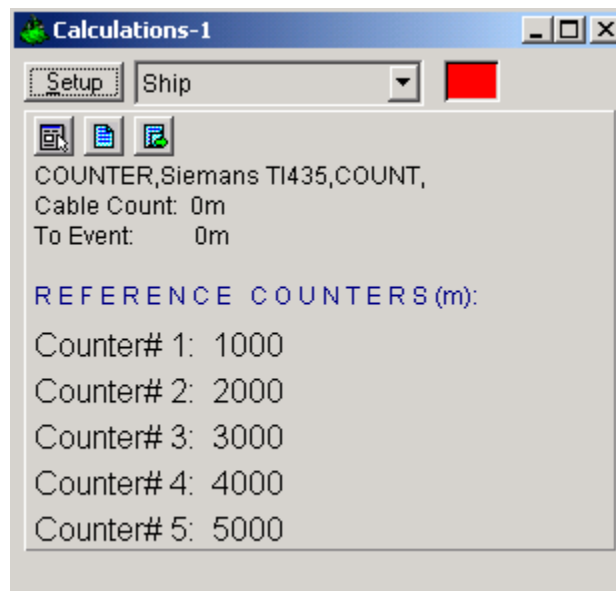 Calculations-1
Setup Ship
COUNTER,Siemans TI435,COUNT,
Cable Count: 0m
To Event: 0m
REFERENCE COUNTERS(m):
Counter# 1: 1000
Counter# 2: 2000
Counter# 3: 3000
Counter# 4: 4000
Counter# 5: 5000